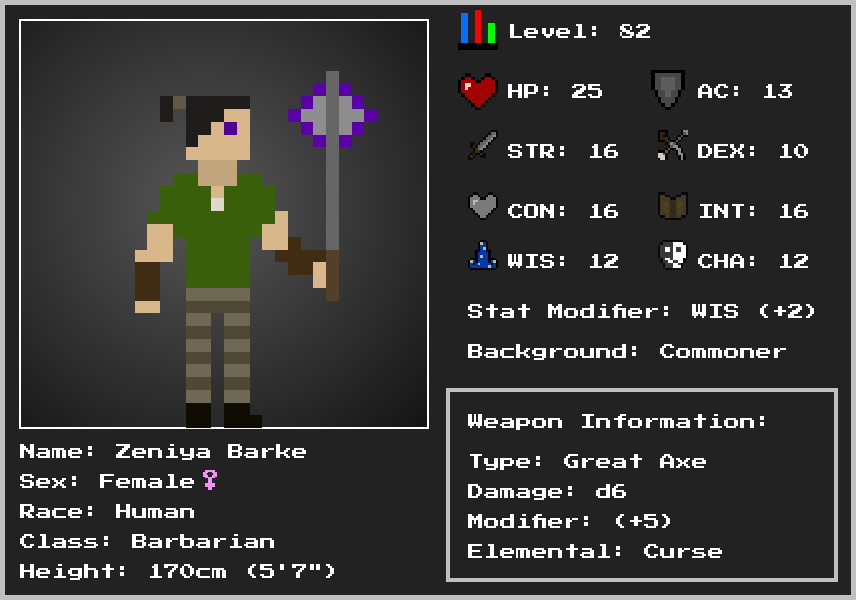 Level: 82
HP: 25 AC: 13
STR: 16 DEX: 10
CON: 16 INT: 16
WIS: 12 CHA: 12
Stat Modifier: WIS (+2)
Background: Commoner
Weapon Information:
Type: Great Axe
Damage: d6
Modifier: (+5)
Elemental: Curse
Name: Zeniya Barke
Sex: Female♀
Race: Human
Class: Barbarian
Height: 170cm (5'7")